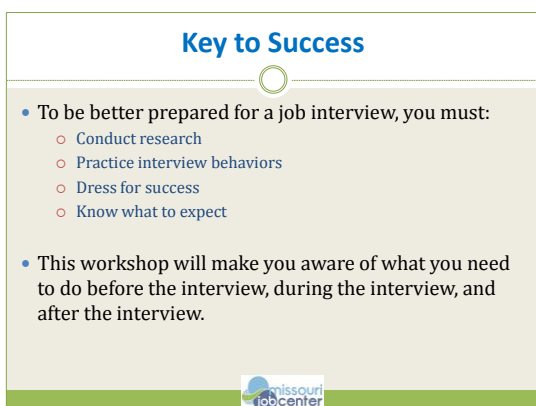 Key to Success
• To be better prepared for a job interview, you must:
o Conduct research
o Practice interview behaviors
o Dress for success
o Know what to expect
• This workshop will make you aware of what you need
to do before the interview, during the interview, and
after the interview.
missouri
jobcenter